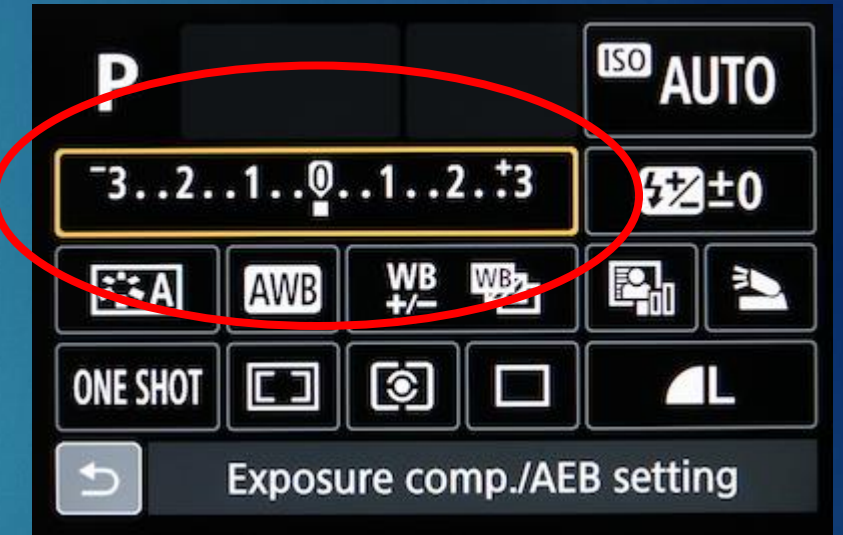 P ISO AUTO
-3..2..1..0..1..2..+3 ±0
A AWB WB +/- WB
ONE SHOT L
Exposure comp./AEB setting